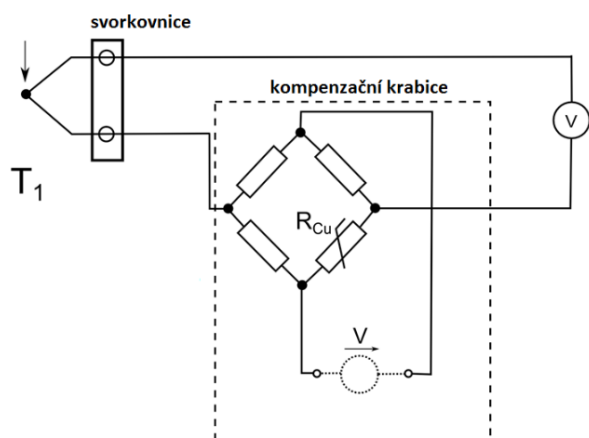 svorkovnice
kompenzační krabice
V
T1
RCu
V